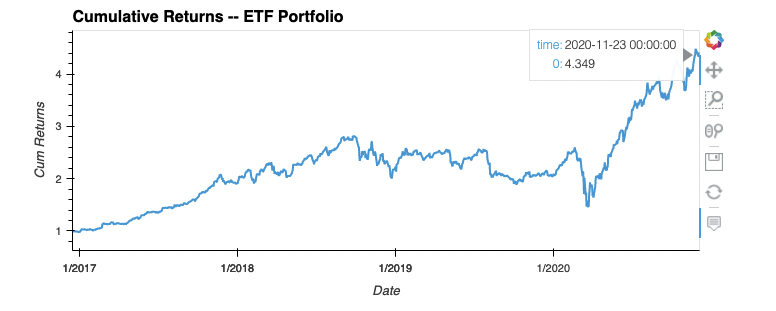 Cumulative Returns -- ETF Portfolio
time: 2020-11-23 00:00:00
0: 4.349
Cum Returns
4
3
2
1
1/2017 1/2018 1/2019 1/2020
Date